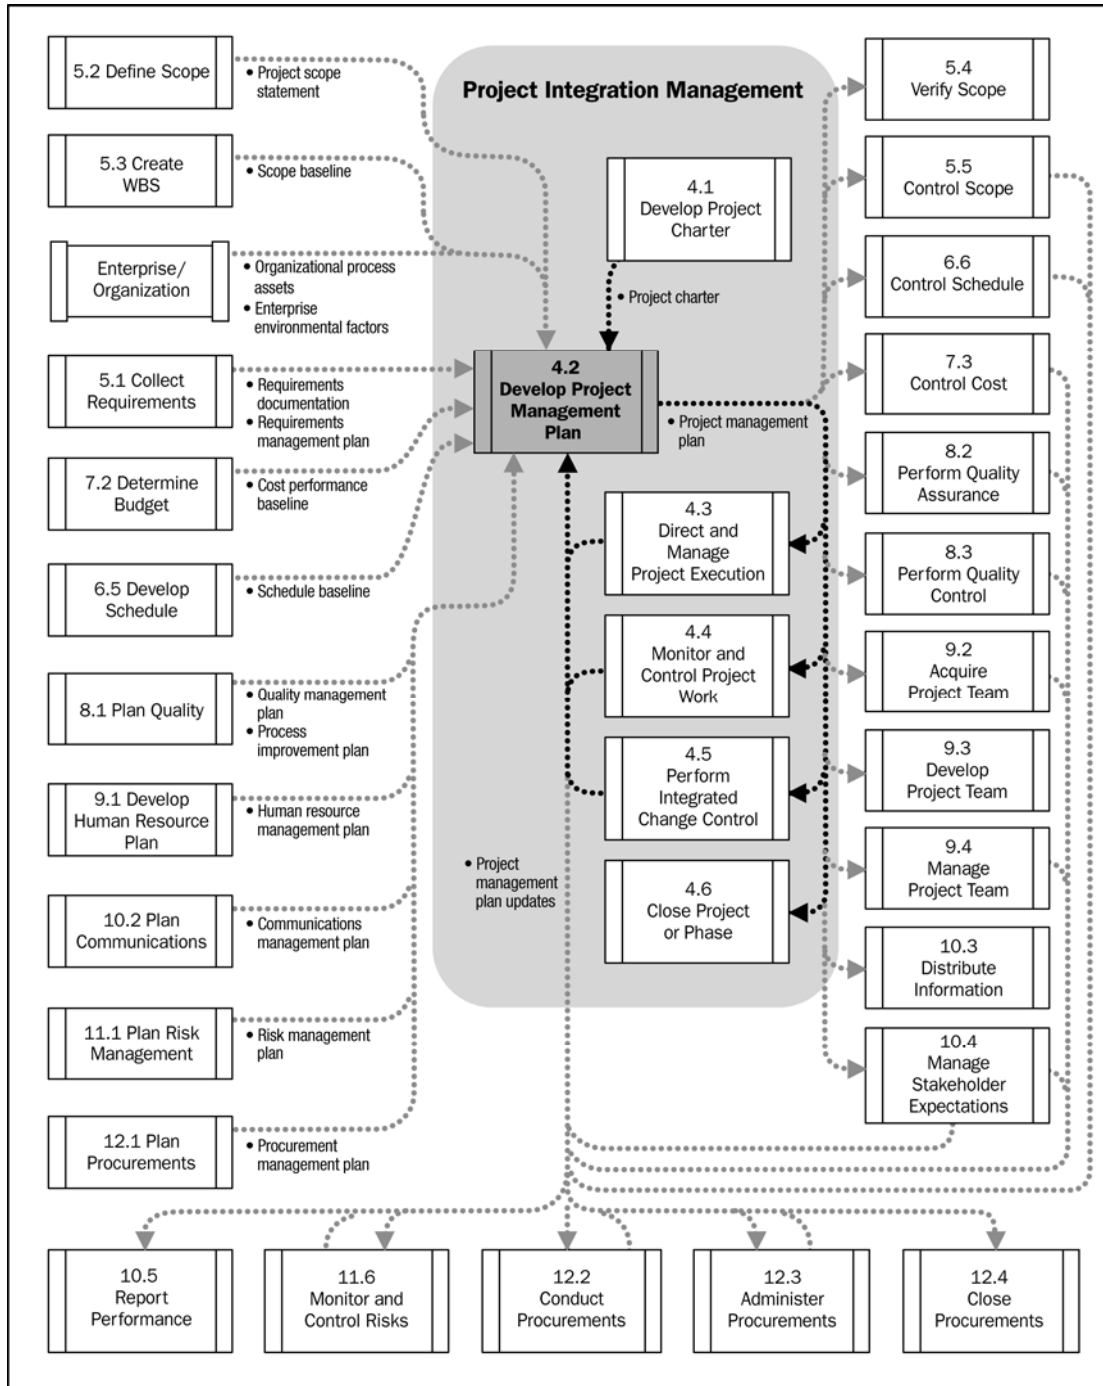 5.2 Define Scope
• Project scope
statement
5.3 Create
WBS
• Scope baseline
Enterprise/
Organization
• Organizational process
assets
• Enterprise
environmental factors
5.1 Collect
Requirements
• Requirements
documentation
• Requirements
management plan
7.2 Determine
Budget
• Cost performance
baseline
6.5 Develop
Schedule
• Schedule baseline
8.1 Plan Quality
• Quality management
plan
• Process
improvement plan
9.1 Develop
Human Resource
Plan
• Human resource
management plan
10.2 Plan
Communications
• Communications
management plan
11.1 Plan Risk
Management
• Risk management
plan
12.1 Plan
Procurements
• Procurement
management plan
Project Integration Management
4.1
Develop Project
Charter
• Project charter
4.2
Develop Project
Management
Plan
• Project management
plan
4.3
Direct and
Manage
Project Execution
4.4
Monitor and
Control Project
Work
4.5
Perform
Integrated
Change Control
• Project
management
plan updates
4.6
Close Project
or Phase
5.4
Verify Scope
5.5
Control Scope
6.6
Control Schedule
7.3
Control Cost
8.2
Perform Quality
Assurance
8.3
Perform Quality
Control
9.2
Acquire
Project Team
9.3
Develop
Project Team
9.4
Manage
Project Team
10.3
Distribute
Information
10.4
Manage
Stakeholder
Expectations
10.5
Report
Performance
11.6
Monitor and
Control Risks
12.2
Conduct
Procurements
12.3
Administer
Procurements
12.4
Close
Procurements